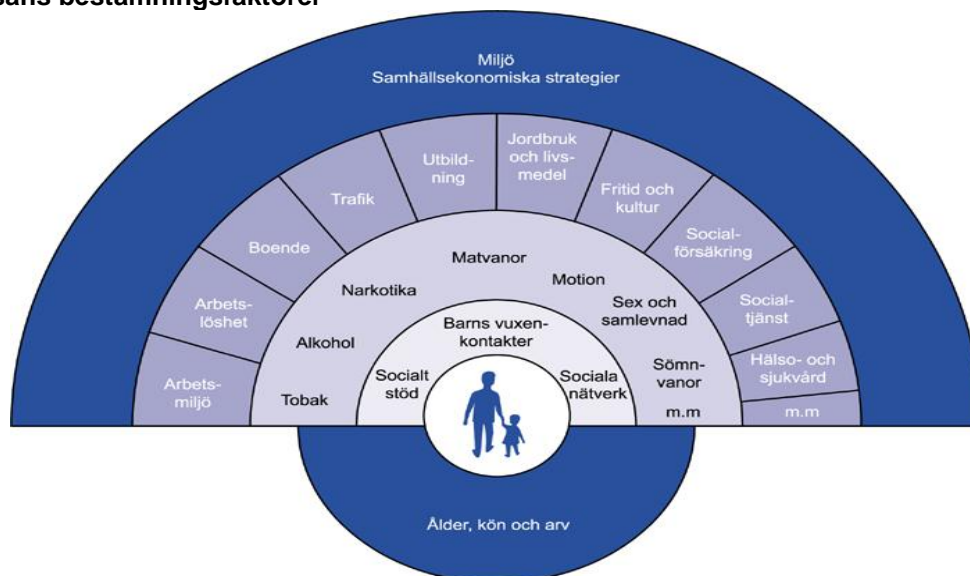 bestämningsfaktorer
Miljö
Samhällsekonomiska strategier
Arbets-
miljö
Arbets-
löshet
Boende
Trafik
Utbild-
ning
Jordbruk
och livs-
medel
Fritid och
kultur
Social-
försäkring
Social-
tjänst
Hälso- och
sjukvård
m.m
Tobak
Alkohol
Narkotika
Matvanor
Motion
Sex och
samlevnad
Sömn-
vanor
m.m
Socialt
stöd
Barns vuxen-
kontakter
Sociala
nätverk
Ålder, kön och arv